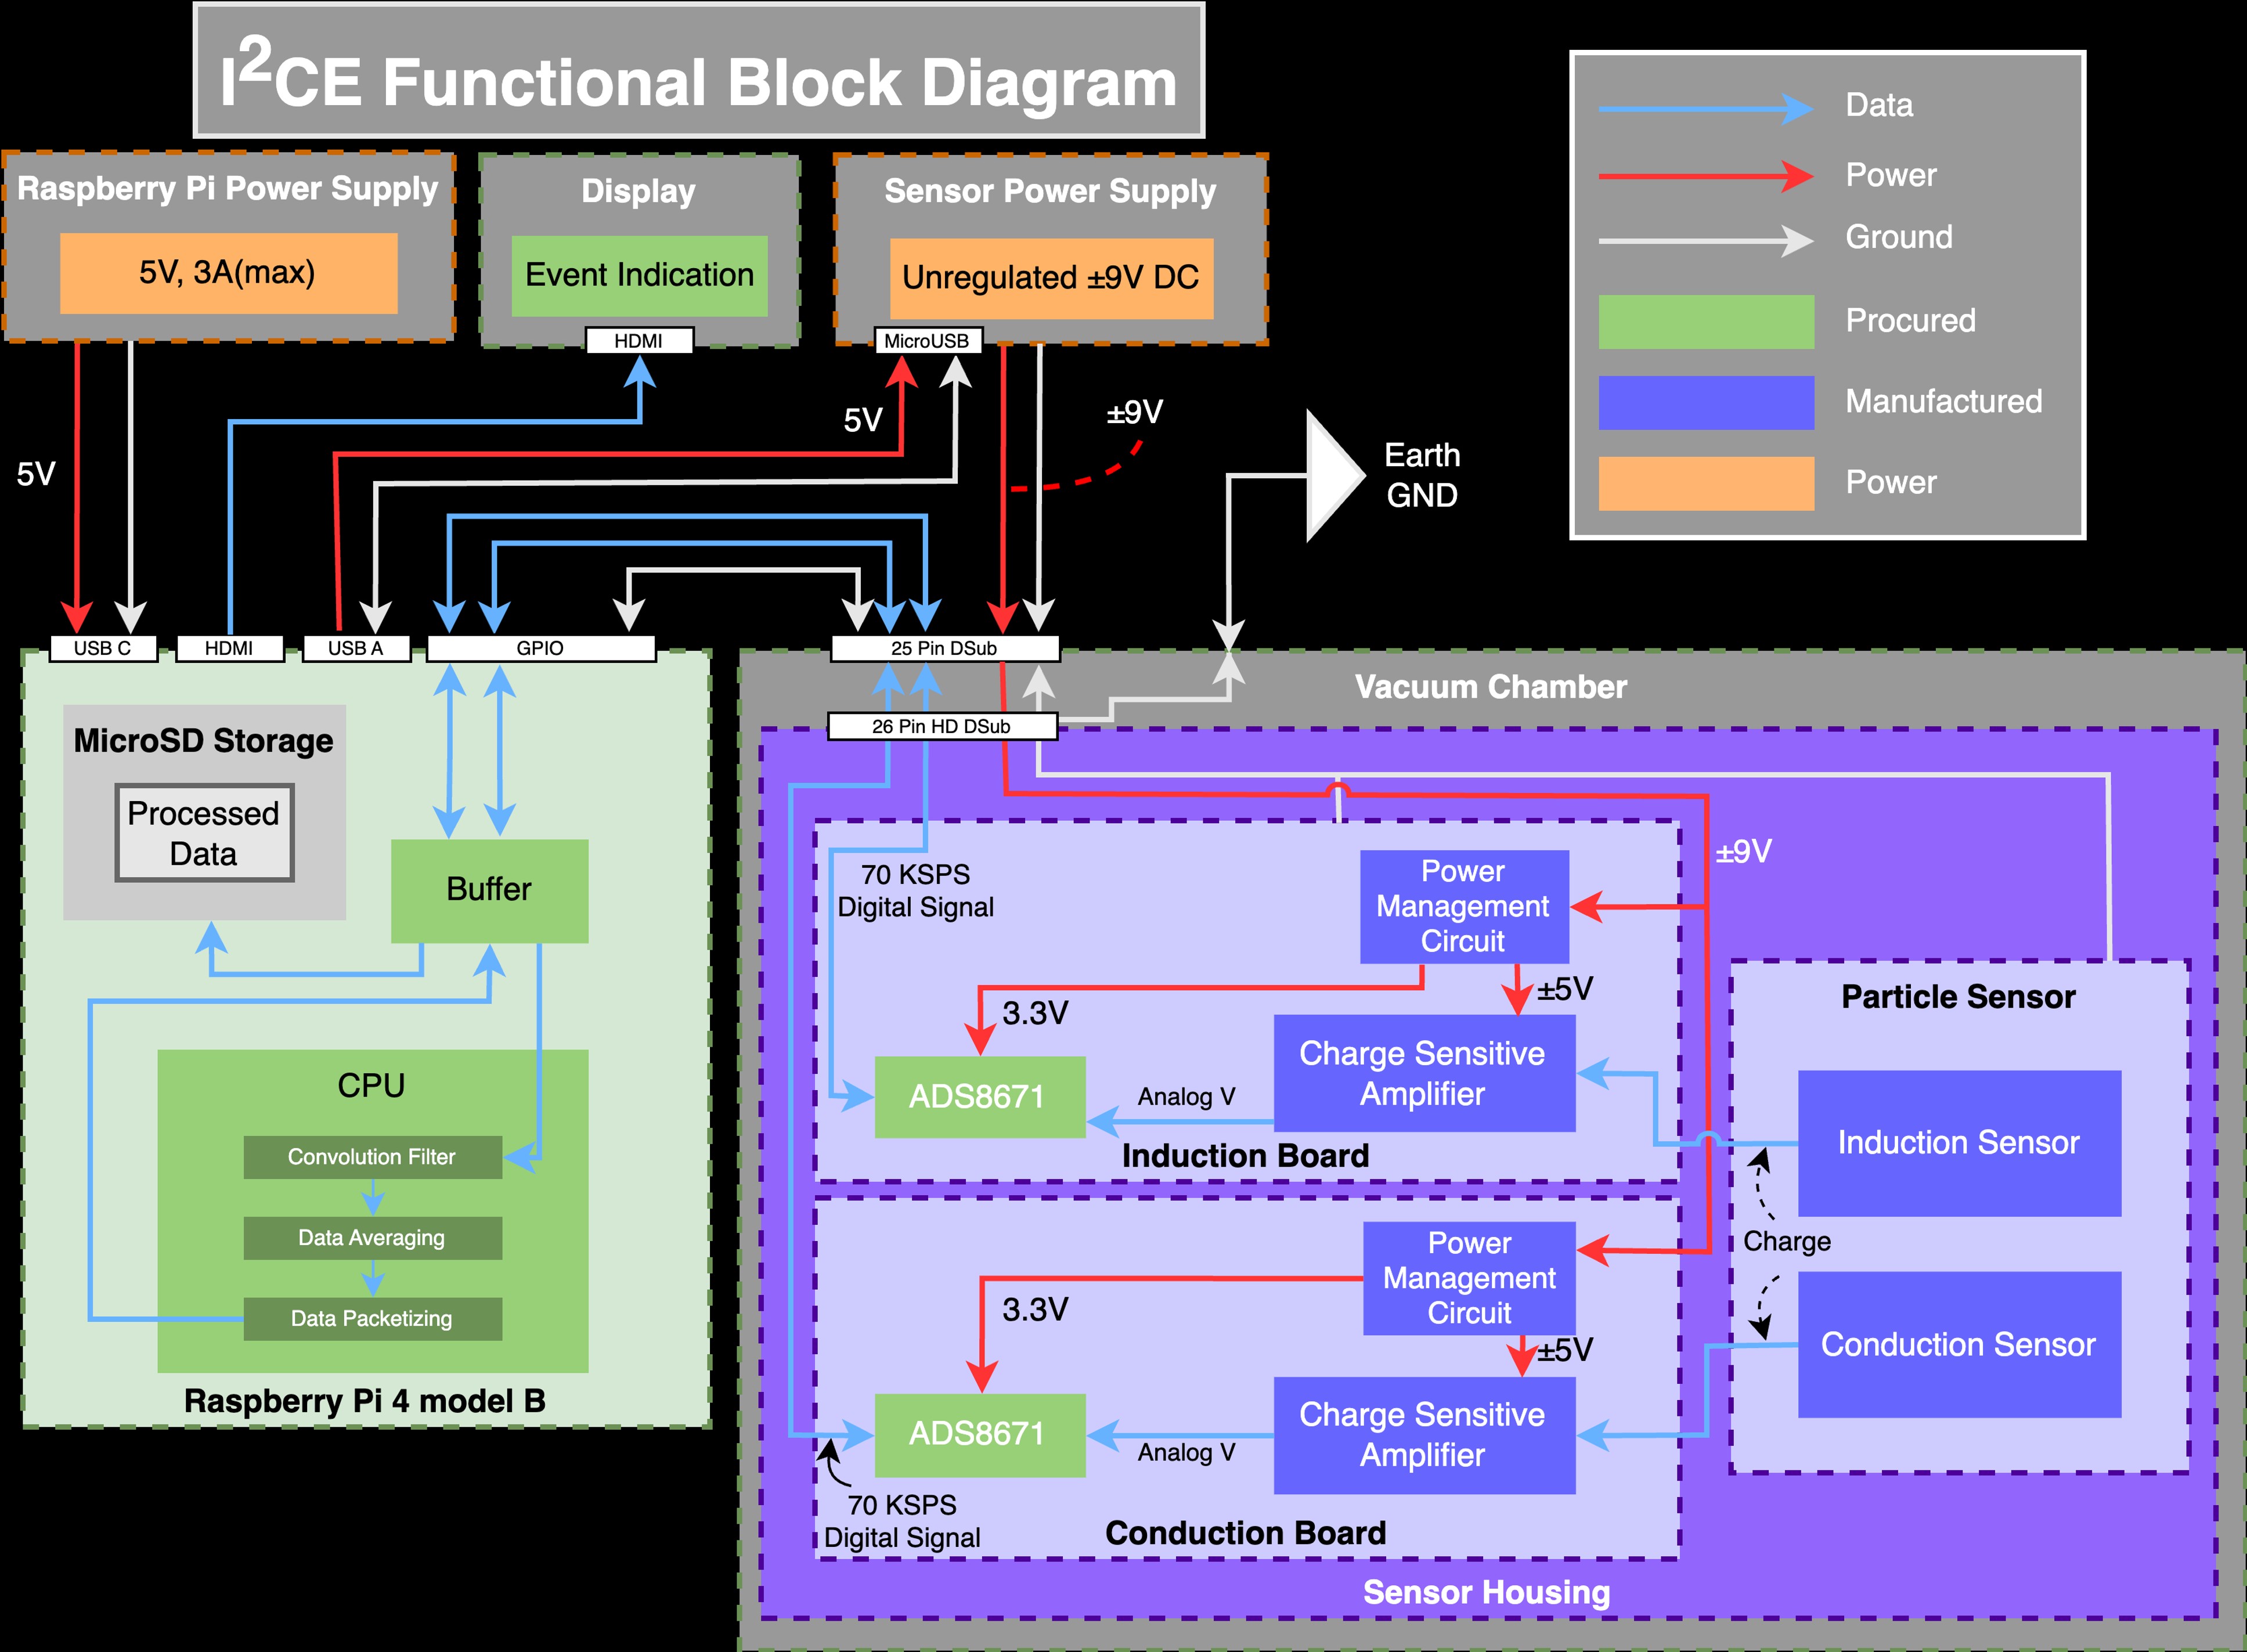 I²CE Functional Block Diagram
Data
Power
Ground
Procured
Manufactured
Power
Raspberry Pi Power Supply
5V, 3A(max)
Display
Event Indication
HDMI
Sensor Power Supply
Unregulated ±9V DC
MicroUSB
5V
5V
±9V
Earth
GND
USB C
HDMI
USB A
GPIO
25 Pin DSub
Vacuum Chamber
26 Pin HD DSub
MicroSD Storage
Processed
Data
Buffer
CPU
Convolution Filter
Data Averaging
Data Packetizing
Raspberry Pi 4 model B
70 KSPS
Digital Signal
Power
Management
Circuit
±9V
3.3V
±5V
ADS8671
Analog V
Charge Sensitive
Amplifier
Induction Board
Particle Sensor
Induction Sensor
Charge
Conduction Sensor
Power
Management
Circuit
3.3V
±5V
ADS8671
Analog V
Charge Sensitive
Amplifier
70 KSPS
Digital Signal
Conduction Board
Sensor Housing